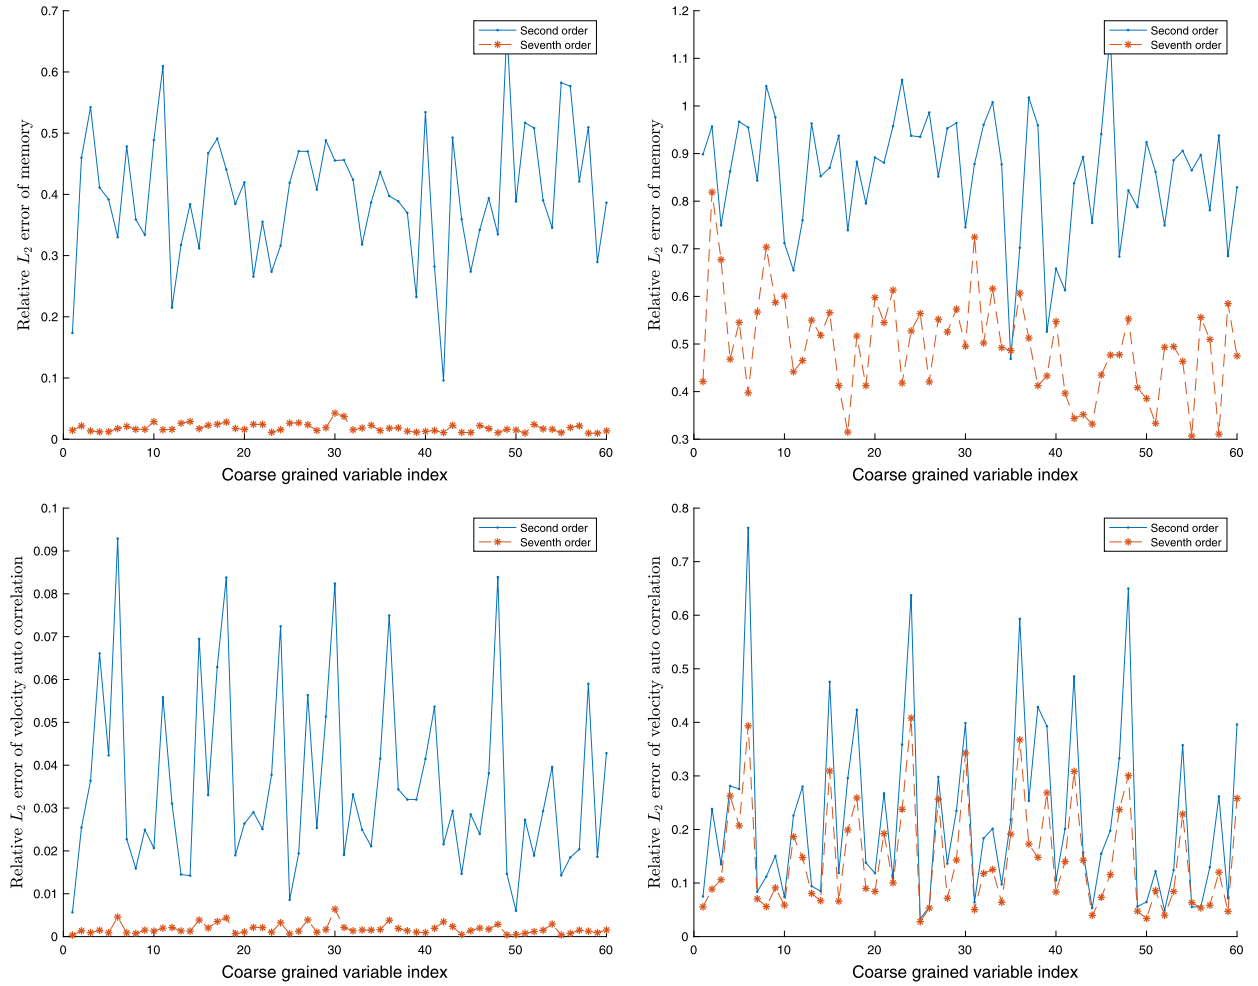 Relative L2 error of memory
0.7
0.6
0.5
0.4
0.3
0.2
0.1
0
Second order
Seventh order
0 10 20 30 40 50 60
Coarse grained variable index
Relative L2 error of memory
1.2
1.1
1
0.9
0.8
0.7
0.6
0.5
0.4
0.3
Second order
Seventh order
0 10 20 30 40 50 60
Coarse grained variable index
Relative L2 error of velocity auto correlation
0.1
0.09
0.08
0.07
0.06
0.05
0.04
0.03
0.02
0.01
0
Second order
Seventh order
0 10 20 30 40 50 60
Coarse grained variable index
Relative L2 error of velocity auto correlation
0.8
0.7
0.6
0.5
0.4
0.3
0.2
0.1
0
Second order
Seventh order
0 10 20 30 40 50 60
Coarse grained variable index